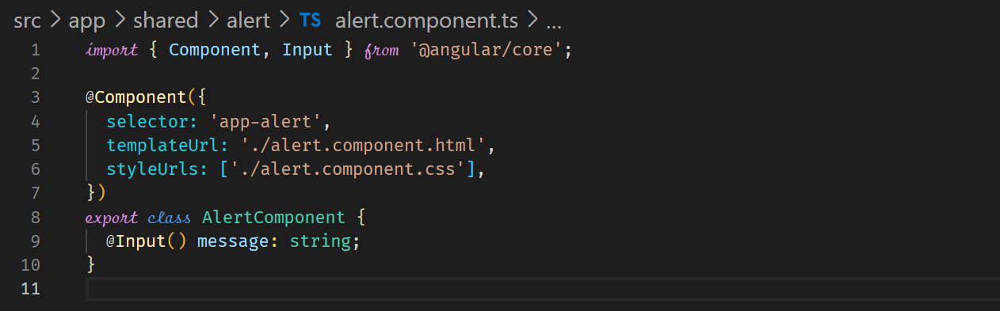 src > app > shared > alert > TS alert.component.ts > ...
1 import { Component, Input } from '@angular/core';
2
3 @Component({
4   selector: 'app-alert',
5   templateUrl: './alert.component.html',
6   styleUrls: ['./alert.component.css'],
7 })
8 export class AlertComponent {
9   @Input() message: string;
10 }
11